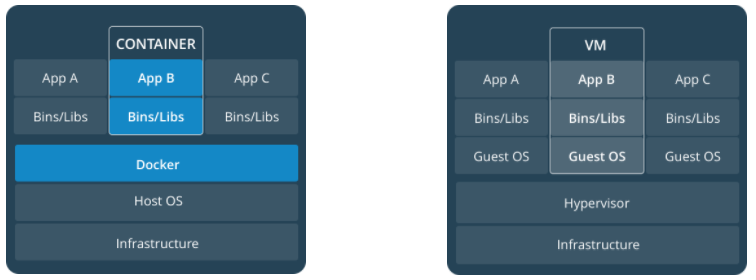 CONTAINER
App A App B App C
Bins/Libs Bins/Libs Bins/Libs
Docker
Host OS
Infrastructure
VM
App A App B App C
Bins/Libs Bins/Libs Bins/Libs
Guest OS Guest OS Guest OS
Hypervisor
Infrastructure